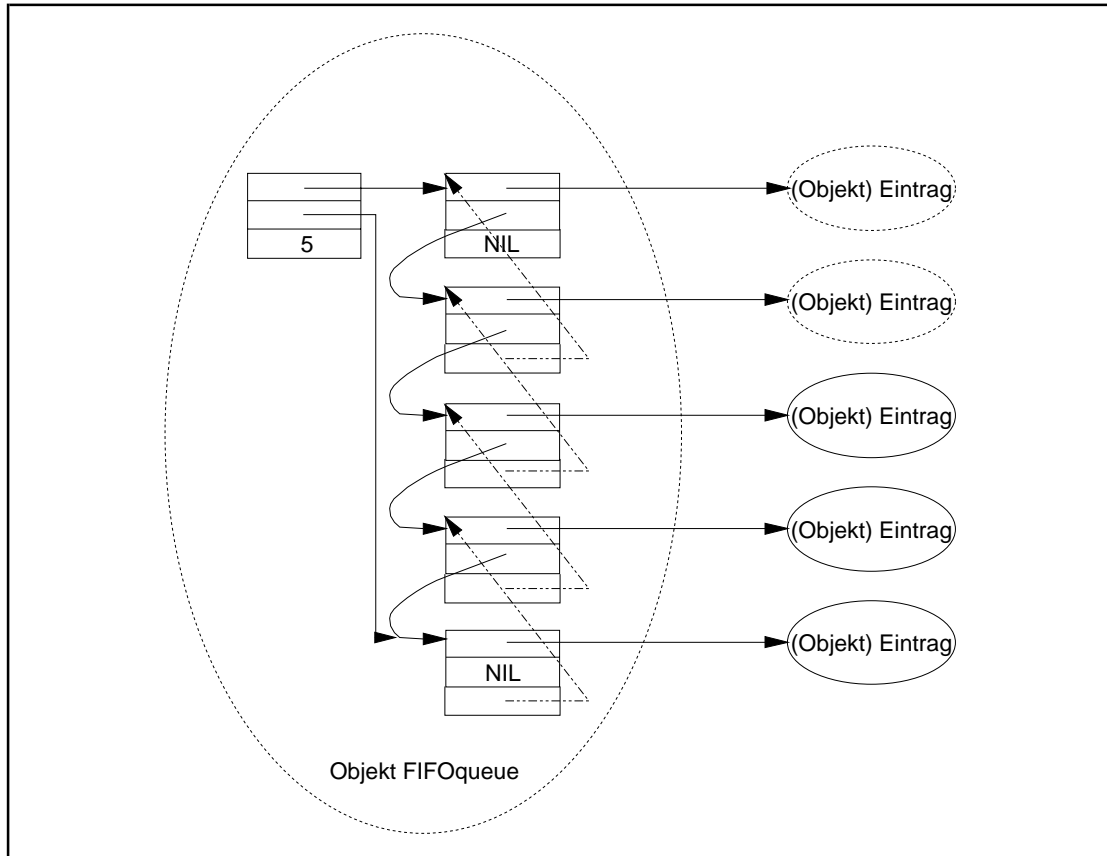 (Objekt) Eintrag
5
NIL
(Objekt) Eintrag
(Objekt) Eintrag
(Objekt) Eintrag
(Objekt) Eintrag
NIL
Objekt FIFOqueue